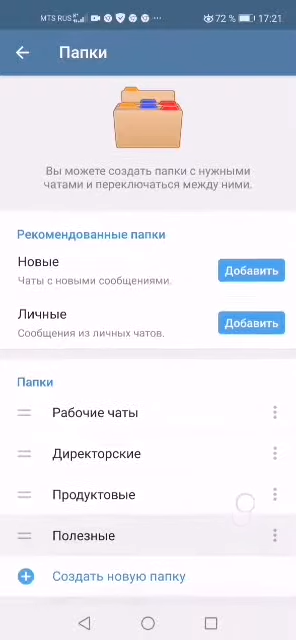 MTS RUS 72 % 17:21
Папки
Вы можете создать папки с нужными
чатами и переключаться между ними.
Рекомендованные папки
Новые
Чаты с новыми сообщениями.
Добавить
Личные
Сообщения из личных чатов.
Добавить
Папки
Рабочие чаты
Директорские
Продуктовые
Полезные
Создать новую папку